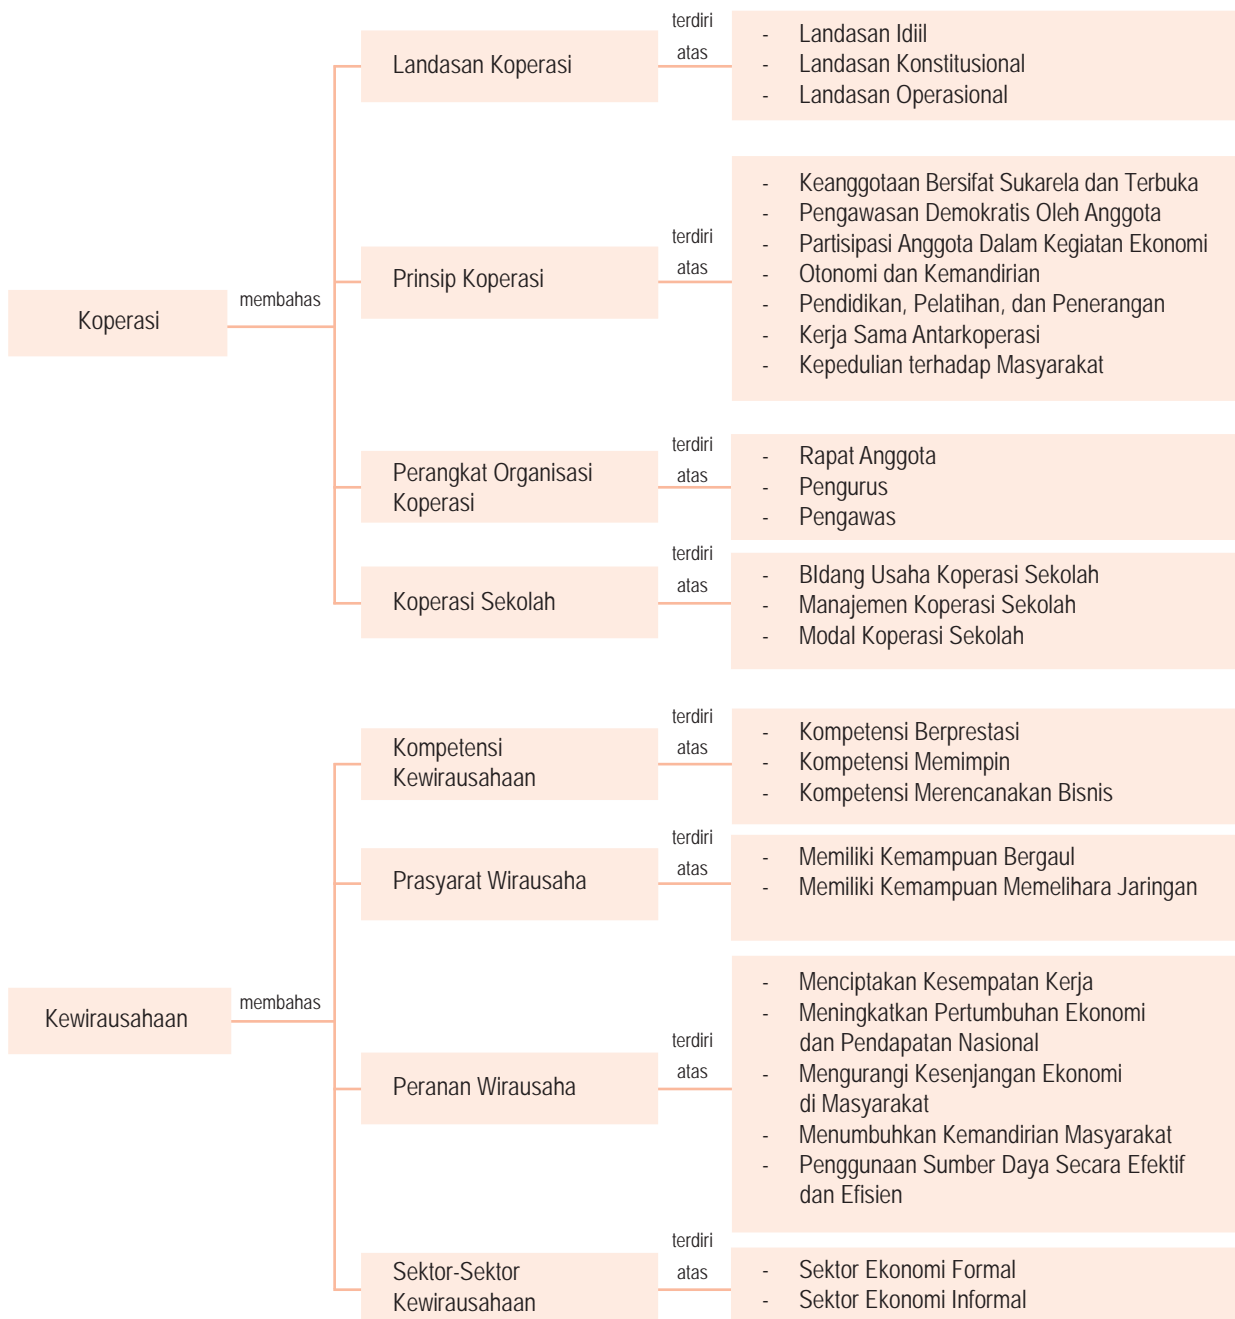 Koperasi
membahas
Landasan Koperasi
terdiri
atas
- Landasan Idiil
- Landasan Konstitusional
- Landasan Operasional
Prinsip Koperasi
terdiri
atas
- Keanggotaan Bersifat Sukarela dan Terbuka
- Pengawasan Demokratis Oleh Anggota
- Partisipasi Anggota Dalam Kegiatan Ekonomi
- Otonomi dan Kemandirian
- Pendidikan, Pelatihan, dan Penerangan
- Kerja Sama Antarkoperasi
- Kepedulian terhadap Masyarakat
Perangkat Organisasi
Koperasi
terdiri
atas
- Rapat Anggota
- Pengurus
- Pengawas
Koperasi Sekolah
terdiri
atas
- BIdang Usaha Koperasi Sekolah
- Manajemen Koperasi Sekolah
- Modal Koperasi Sekolah
Kewirausahaan
membahas
Kompetensi
Kewirausahaan
terdiri
atas
- Kompetensi Berprestasi
- Kompetensi Memimpin
- Kompetensi Merencanakan Bisnis
Prasyarat Wirausaha
terdiri
atas
- Memiliki Kemampuan Bergaul
- Memiliki Kemampuan Memelihara Jaringan
Peranan Wirausaha
terdiri
atas
- Menciptakan Kesempatan Kerja
- Meningkatkan Pertumbuhan Ekonomi
dan Pendapatan Nasional
- Mengurangi Kesenjangan Ekonomi
di Masyarakat
- Menumbuhkan Kemandirian Masyarakat
- Penggunaan Sumber Daya Secara Efektif
dan Efisien
Sektor-Sektor
Kewirausahaan
terdiri
atas
- Sektor Ekonomi Formal
- Sektor Ekonomi Informal